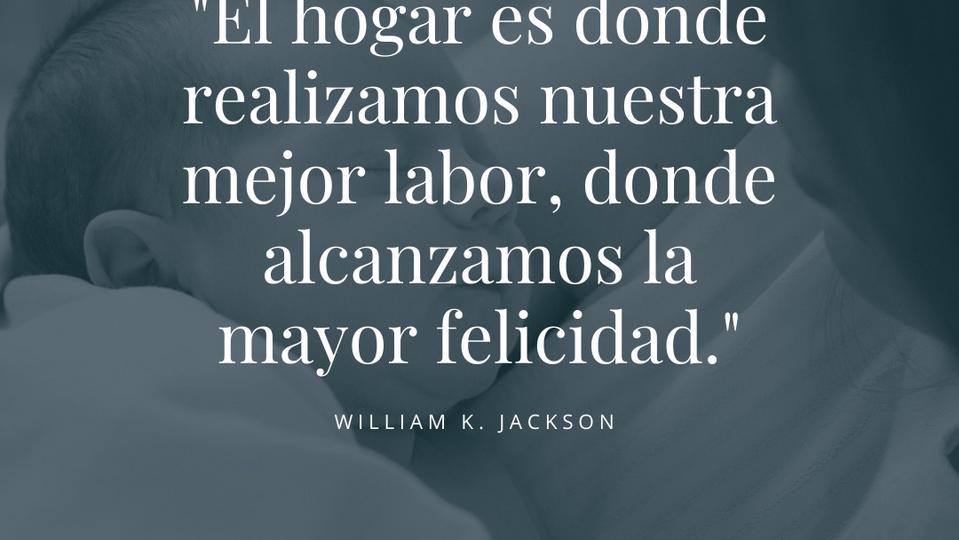 "El hogar es donde
realizamos nuestra
mejor labor, donde
alcanzamos la
mayor felicidad."
WILLIAM K. JACKSON